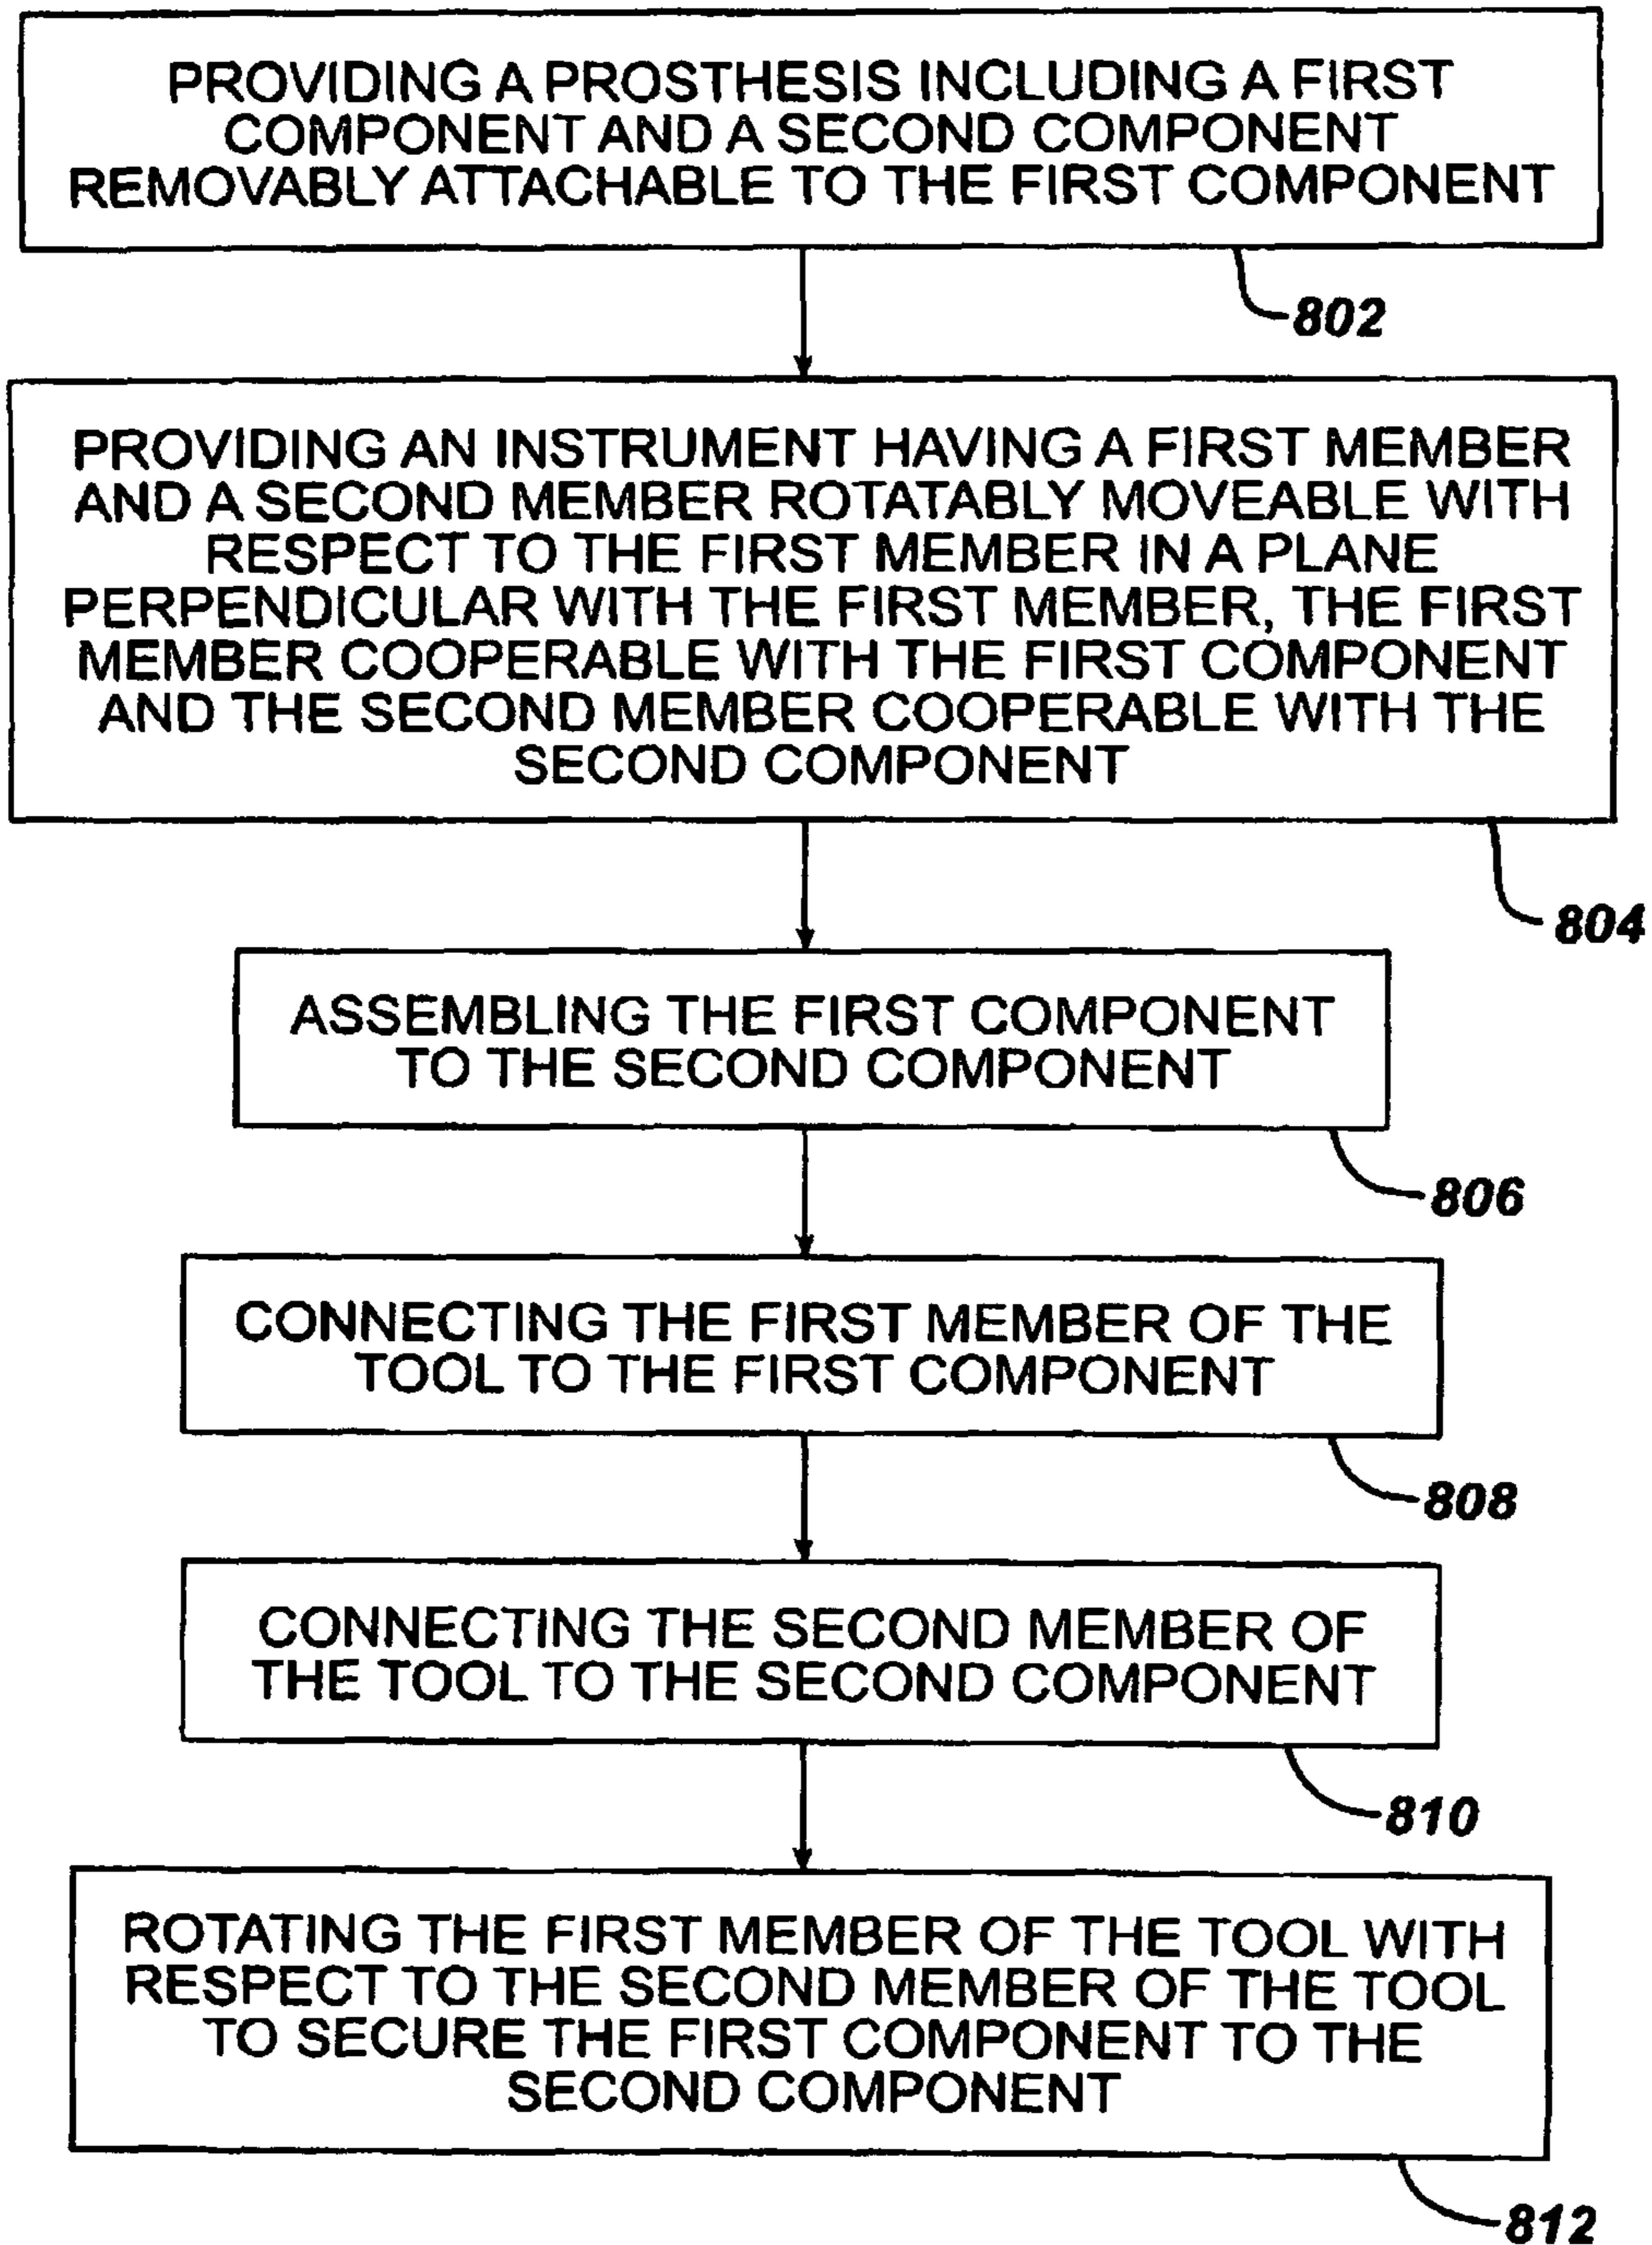 PROVIDING A PROSTHESIS INCLUDING A FIRST
COMPONENT AND A SECOND COMPONENT
REMOVABLY ATTACHABLE TO THE FIRST COMPONENT
802
PROVIDING AN INSTRUMENT HAVING A FIRST MEMBER
AND A SECOND MEMBER ROTATABLY MOVEABLE WITH
RESPECT TO THE FIRST MEMBER IN A PLANE
PERPENDICULAR WITH THE FIRST MEMBER, THE FIRST
MEMBER COOPERABLE WITH THE FIRST COMPONENT
AND THE SECOND MEMBER COOPERABLE WITH THE
SECOND COMPONENT
804
ASSEMBLING THE FIRST COMPONENT
TO THE SECOND COMPONENT
806
CONNECTING THE FIRST MEMBER OF THE
TOOL TO THE FIRST COMPONENT
808
CONNECTING THE SECOND MEMBER OF
THE TOOL TO THE SECOND COMPONENT
810
ROTATING THE FIRST MEMBER OF THE TOOL WITH
RESPECT TO THE SECOND MEMBER OF THE TOOL
TO SECURE THE FIRST COMPONENT TO THE
SECOND COMPONENT
812